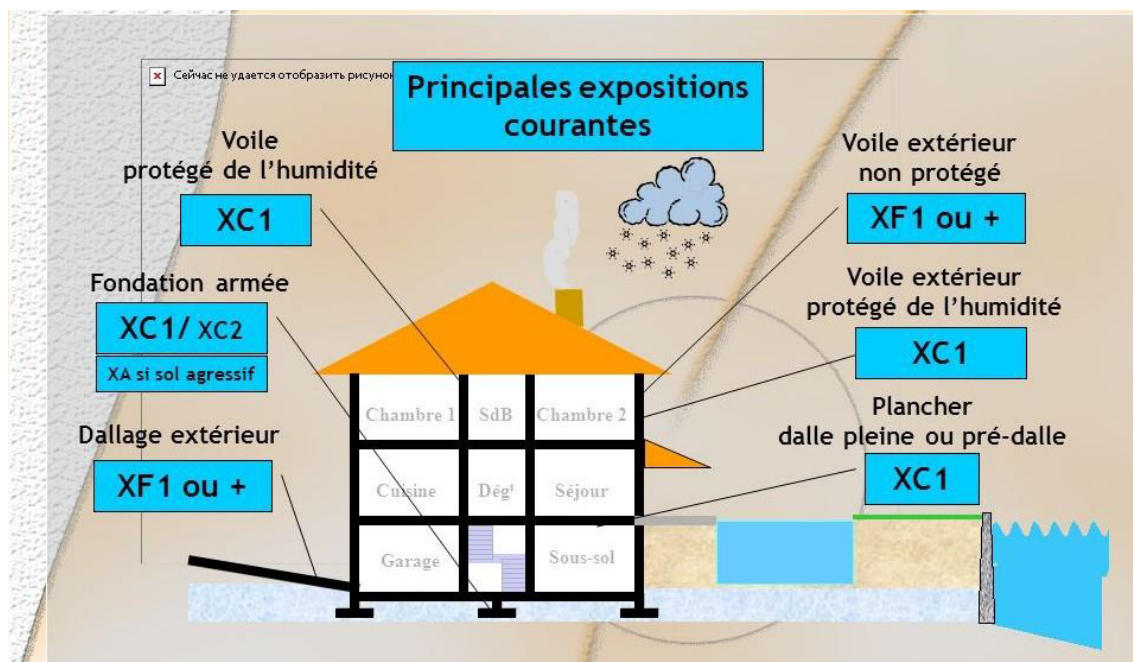 Сейчас не удается отобразить рисунок
Principales expositions
courantes
Voile
protégé de l’humidité
XC1
Fondation armée
XC1/ XC2
XA si sol agressif
Dallage extérieur
XF1 ou +
Voile extérieur
non protégé
XF1 ou +
Voile extérieur
protégé de l’humidité
XC1
Plancher
dalle pleine ou pré-dalle
XC1
Chambre 1
SdB
Chambre 2
Cuisine
Dégᵗ
Séjour
Garage
Sous-sol